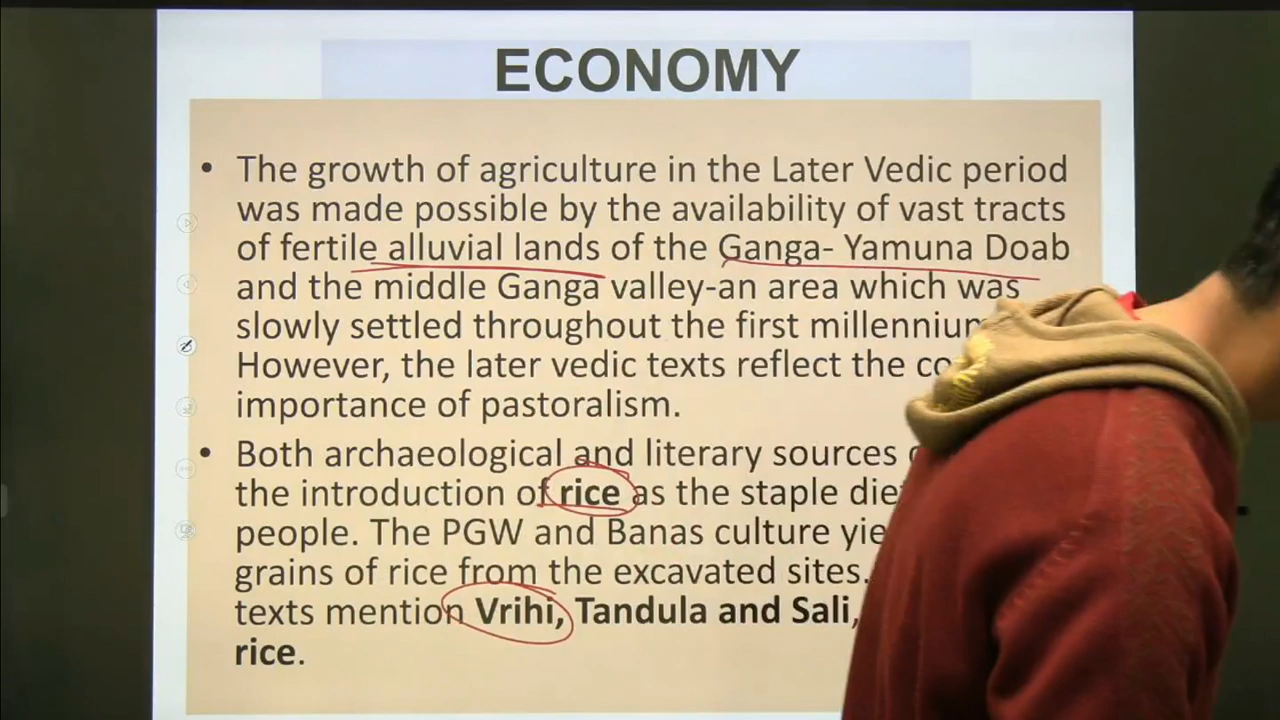 ECONOMY
• The growth of agriculture in the Later Vedic period
was made possible by the availability of vast tracts
of fertile alluvial lands of the Ganga- Yamuna Doab
and the middle Ganga valley-an area which was
slowly settled throughout the first
However, the later vedic texts reflect the
importance of pastoralism.
• Both archaeological and literary sources
the introduction of rice as the staple
people. The PGW and Banas culture
grains of rice from the excavated sites.
texts mention Vrihi, Tandula and Sali,
rice.